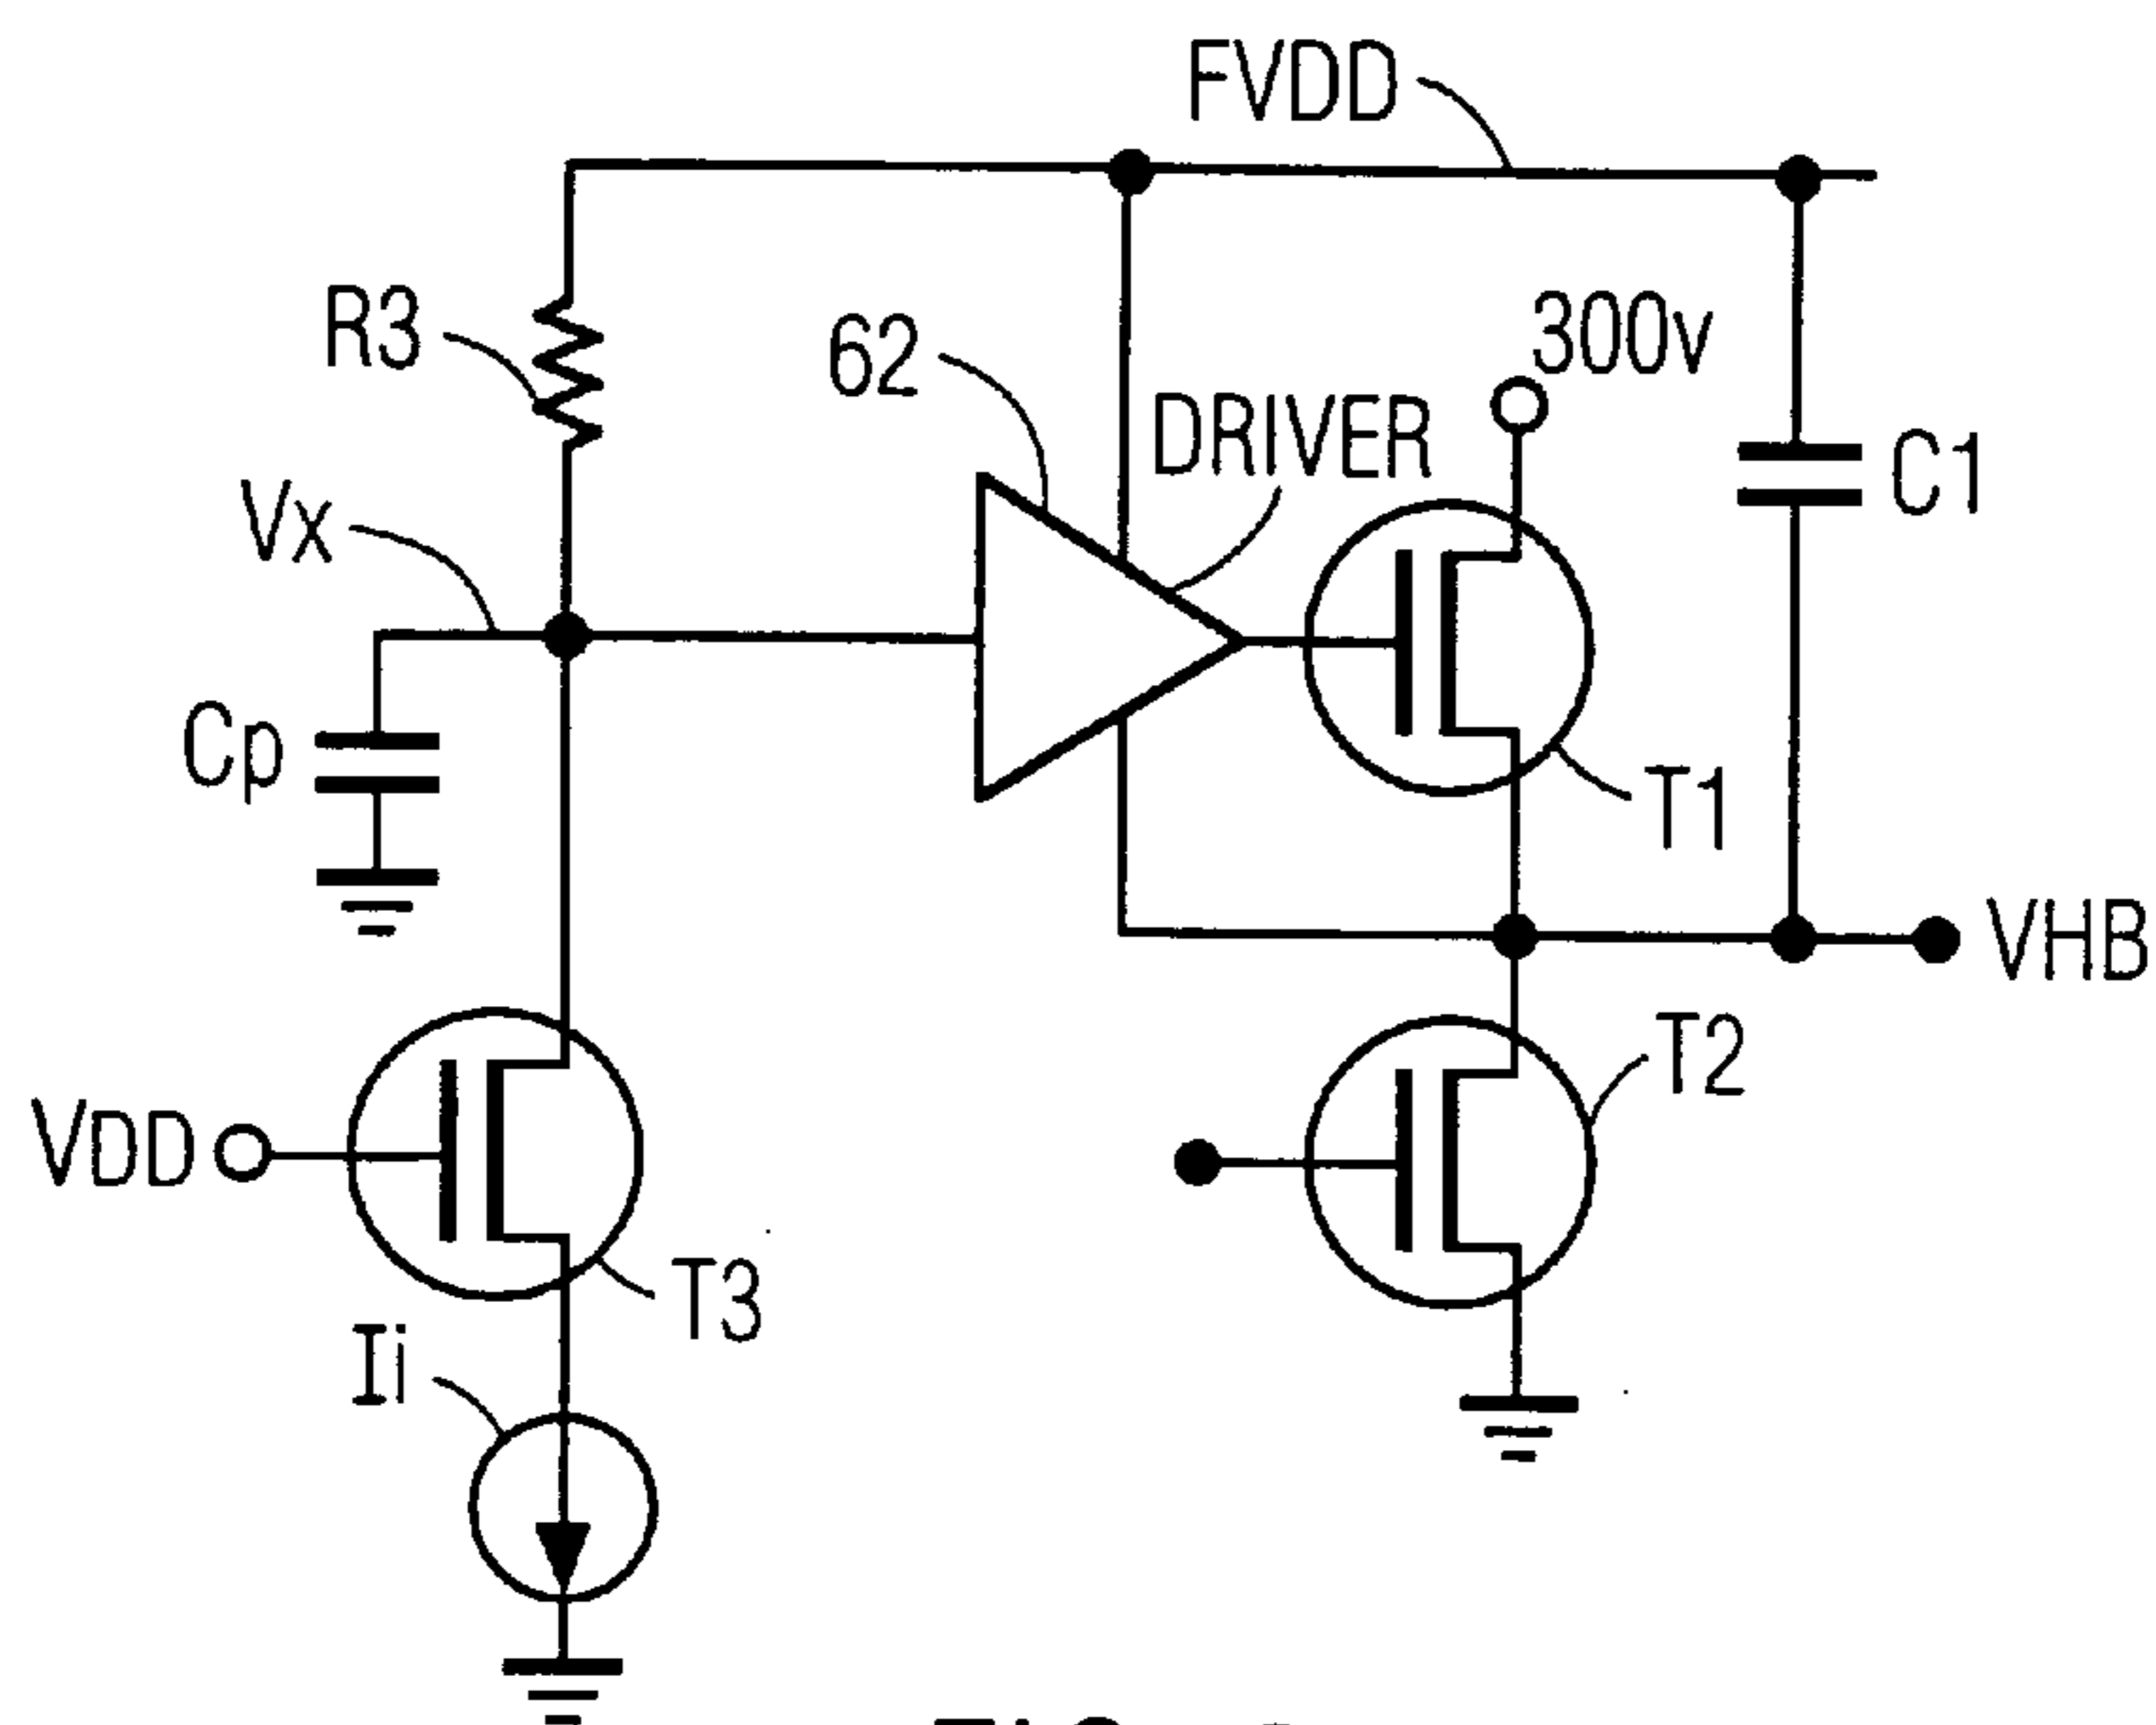 FVDD
R3
62
300v
DRIVER
C1
Vx
Cp
T1
VHB
T2
VDD
T3
Ii